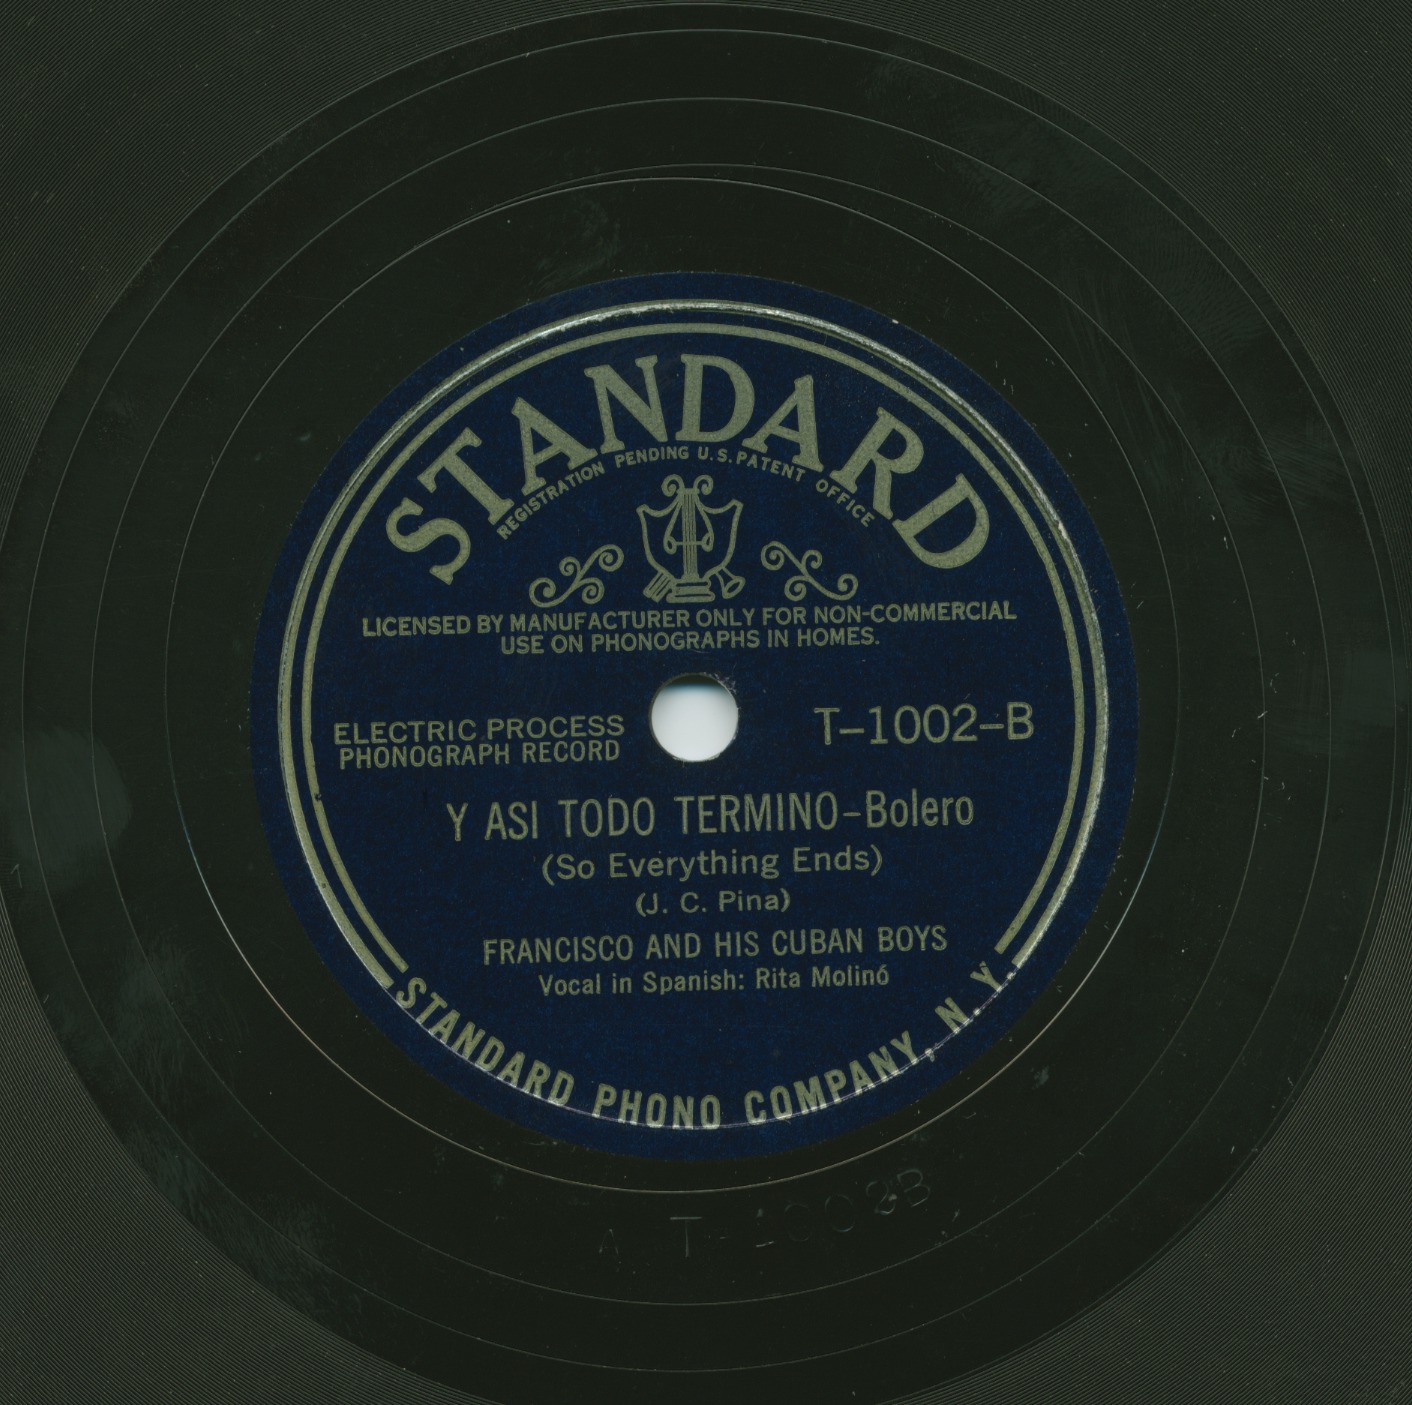 STANDARD
REGISTRATION PENDING U.S. PATENT OFFICE
LICENSED BY MANUFACTURER ONLY FOR NON-COMMERCIAL
USE ON PHONOGRAPHS IN HOMES.
ELECTRIC PROCESS
PHONOGRAPH RECORD
T-1002-B
Y ASI TODO TERMINO-Bolero
(So Everything Ends)
(J. C. Pina)
FRANCISCO AND HIS CUBAN BOYS
Vocal in Spanish: Rita Molinó
STANDARD PHONO COMPANY, N. Y.
A T-1002B